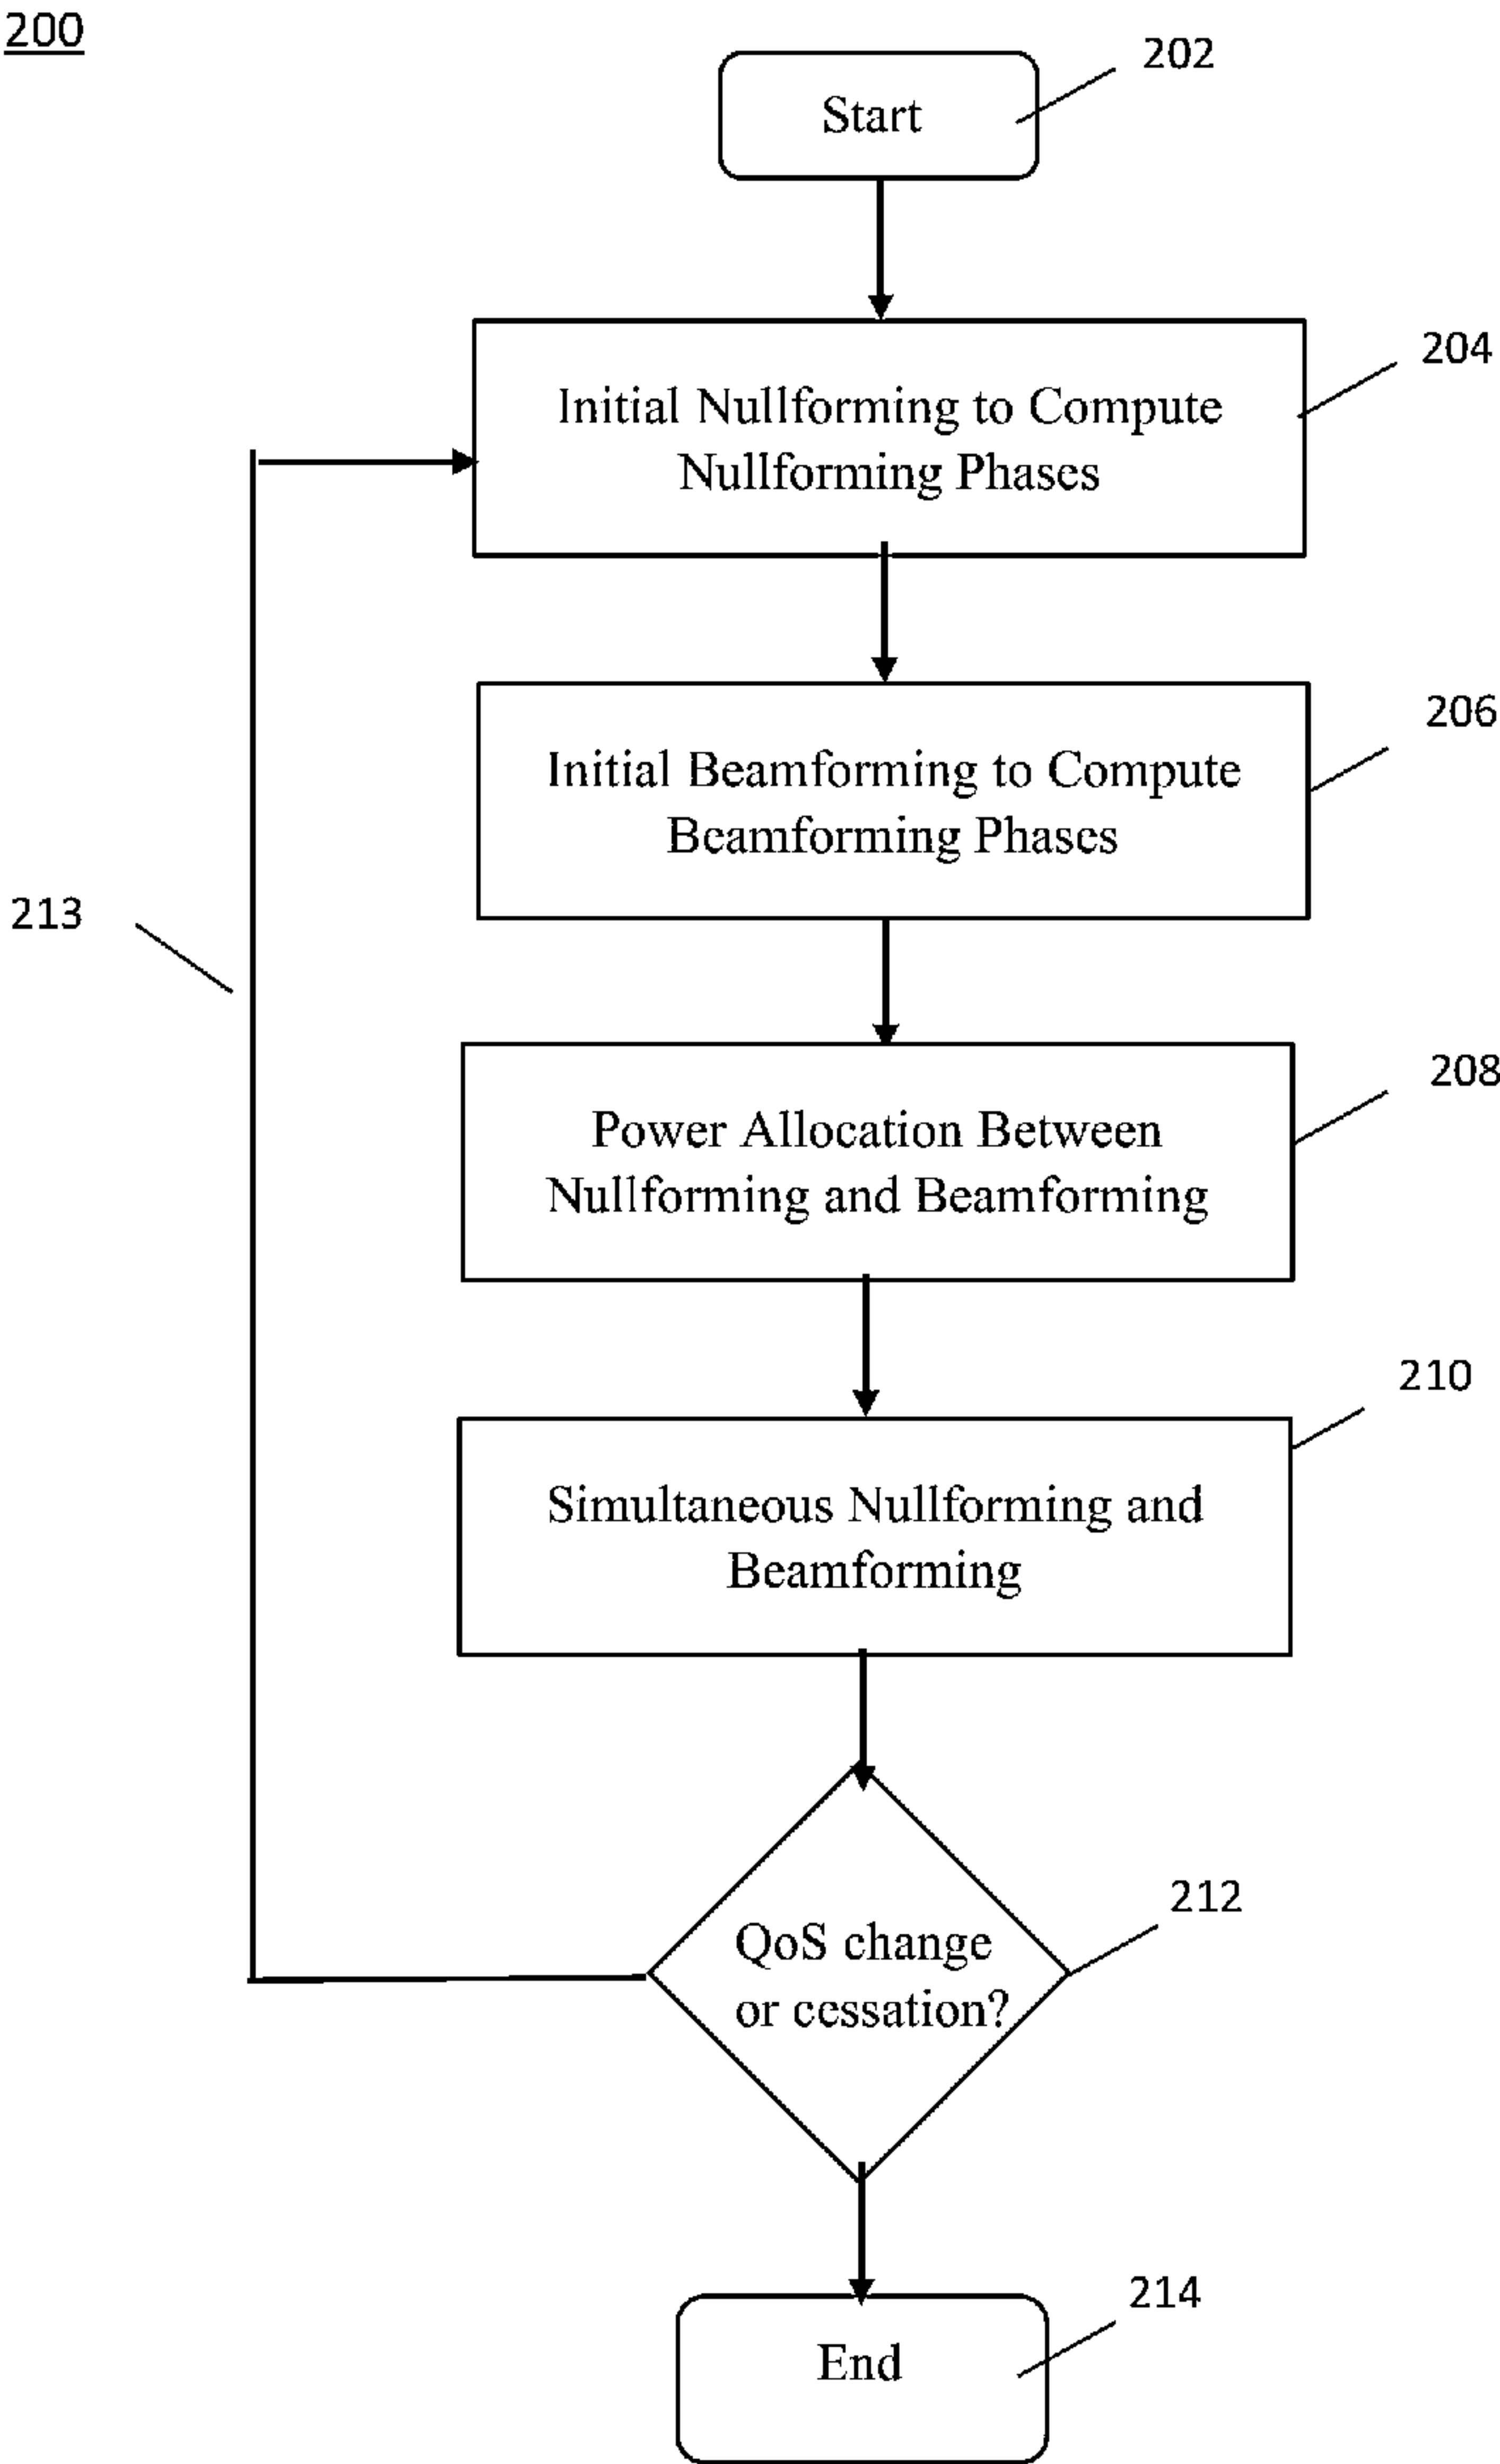 200
202
Start
204
Initial Nullforming to Compute
Nullforming Phases
206
Initial Beamforming to Compute
Beamforming Phases
213
208
Power Allocation Between
Nullforming and Beamforming
210
Simultaneous Nullforming and
Beamforming
212
QoS change
or cessation?
214
End